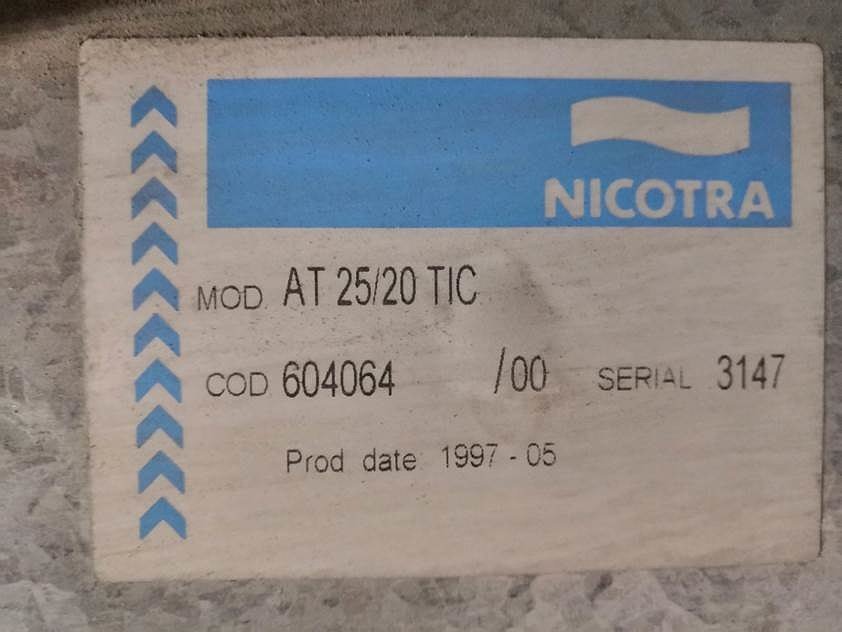 NICOTRA
MOD. AT 25/20 TIC
COD 604064 /00 SERIAL 3147
Prod date 1997 - 05